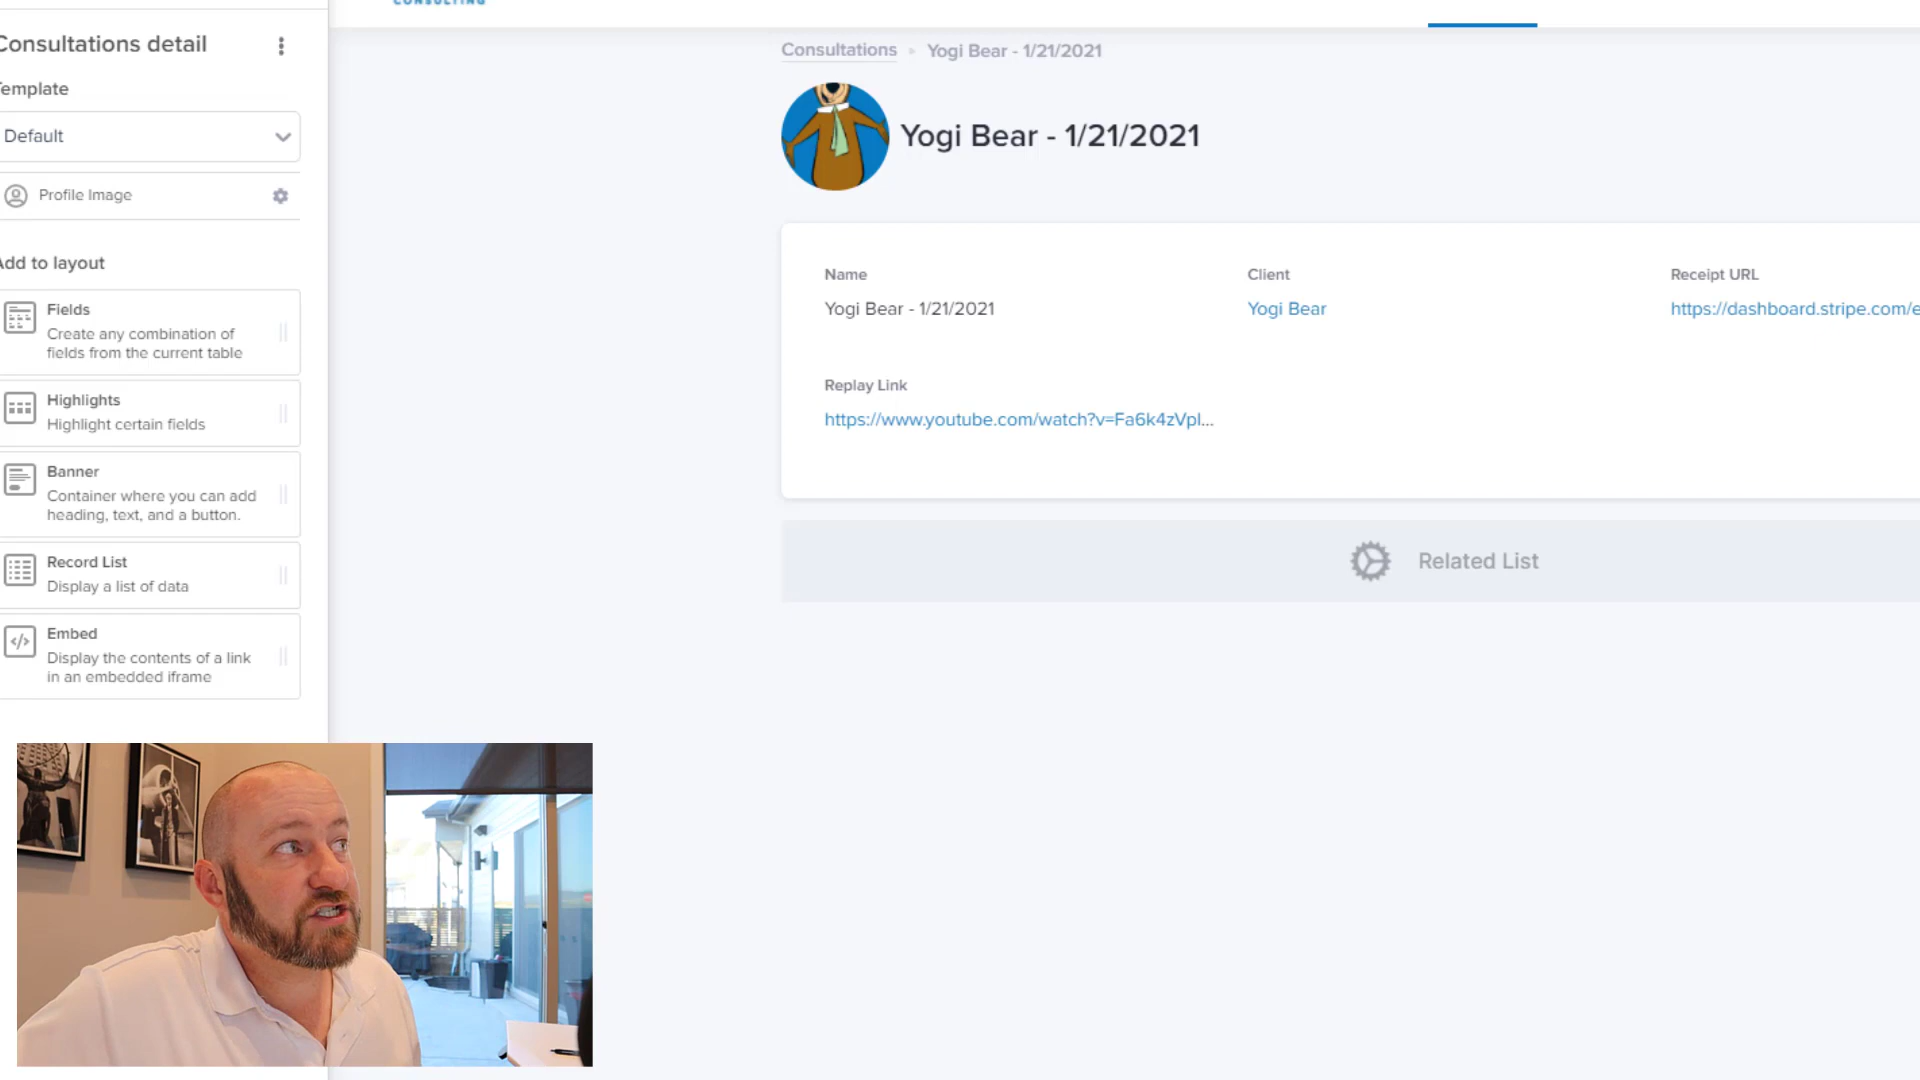 CONSULTING
Consultations detail
Template
Default
Profile Image
Add to layout
Fields
Create any combination of
fields from the current table
Highlights
Highlight certain fields
Banner
Container where you can add
heading, text, and a button.
Record List
Display a list of data
Embed
Display the contents of a link
in an embedded iframe
Consultations Yogi Bear - 1/21/2021
Yogi Bear - 1/21/2021
Name
Yogi Bear - 1/21/2021
Client
Yogi Bear
Receipt URL
https://dashboard.stripe.com/e
Replay Link
https://www.youtube.com/watch?v=Fa6k4zVpI...
Related List